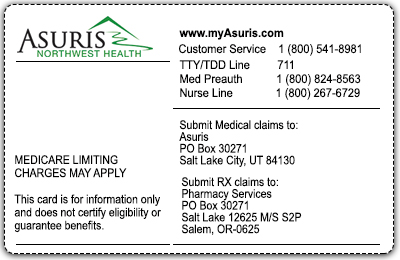 ASURIS
NORTHWEST HEALTH
www.myAsuris.com
Customer Service 1 (800) 541-8981
TTY/TDD Line 711
Med Preauth 1 (800) 824-8563
Nurse Line 1 (800) 267-6729
Submit Medical claims to:
Asuris
PO Box 30271
Salt Lake City, UT 84130
MEDICARE LIMITING
CHARGES MAY APPLY
This card is for information only
and does not certify eligibility or
guarantee benefits.
Submit RX claims to:
Pharmacy Services
PO Box 30271
Salt Lake 12625 M/S S2P
Salem, OR-0625